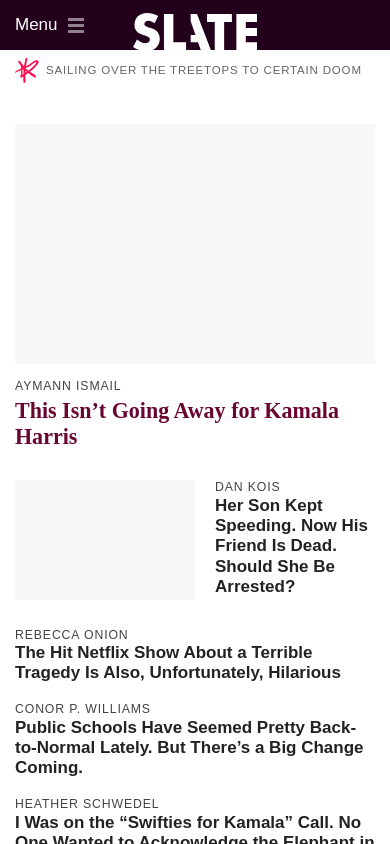 Menu
SLATE
SAILING OVER THE TREETOPS TO CERTAIN DOOM
AYMANN ISMAIL
This Isn’t Going Away for Kamala
Harris
DAN KOIS
Her Son Kept
Speeding. Now His
Friend Is Dead.
Should She Be
Arrested?
REBECCA ONION
The Hit Netflix Show About a Terrible
Tragedy Is Also, Unfortunately, Hilarious
CONOR P. WILLIAMS
Public Schools Have Seemed Pretty Back-
to-Normal Lately. But There’s a Big Change
Coming.
HEATHER SCHWEDEL
I Was on the “Swifties for Kamala” Call. No
One Wanted to Acknowledge the Elephant in